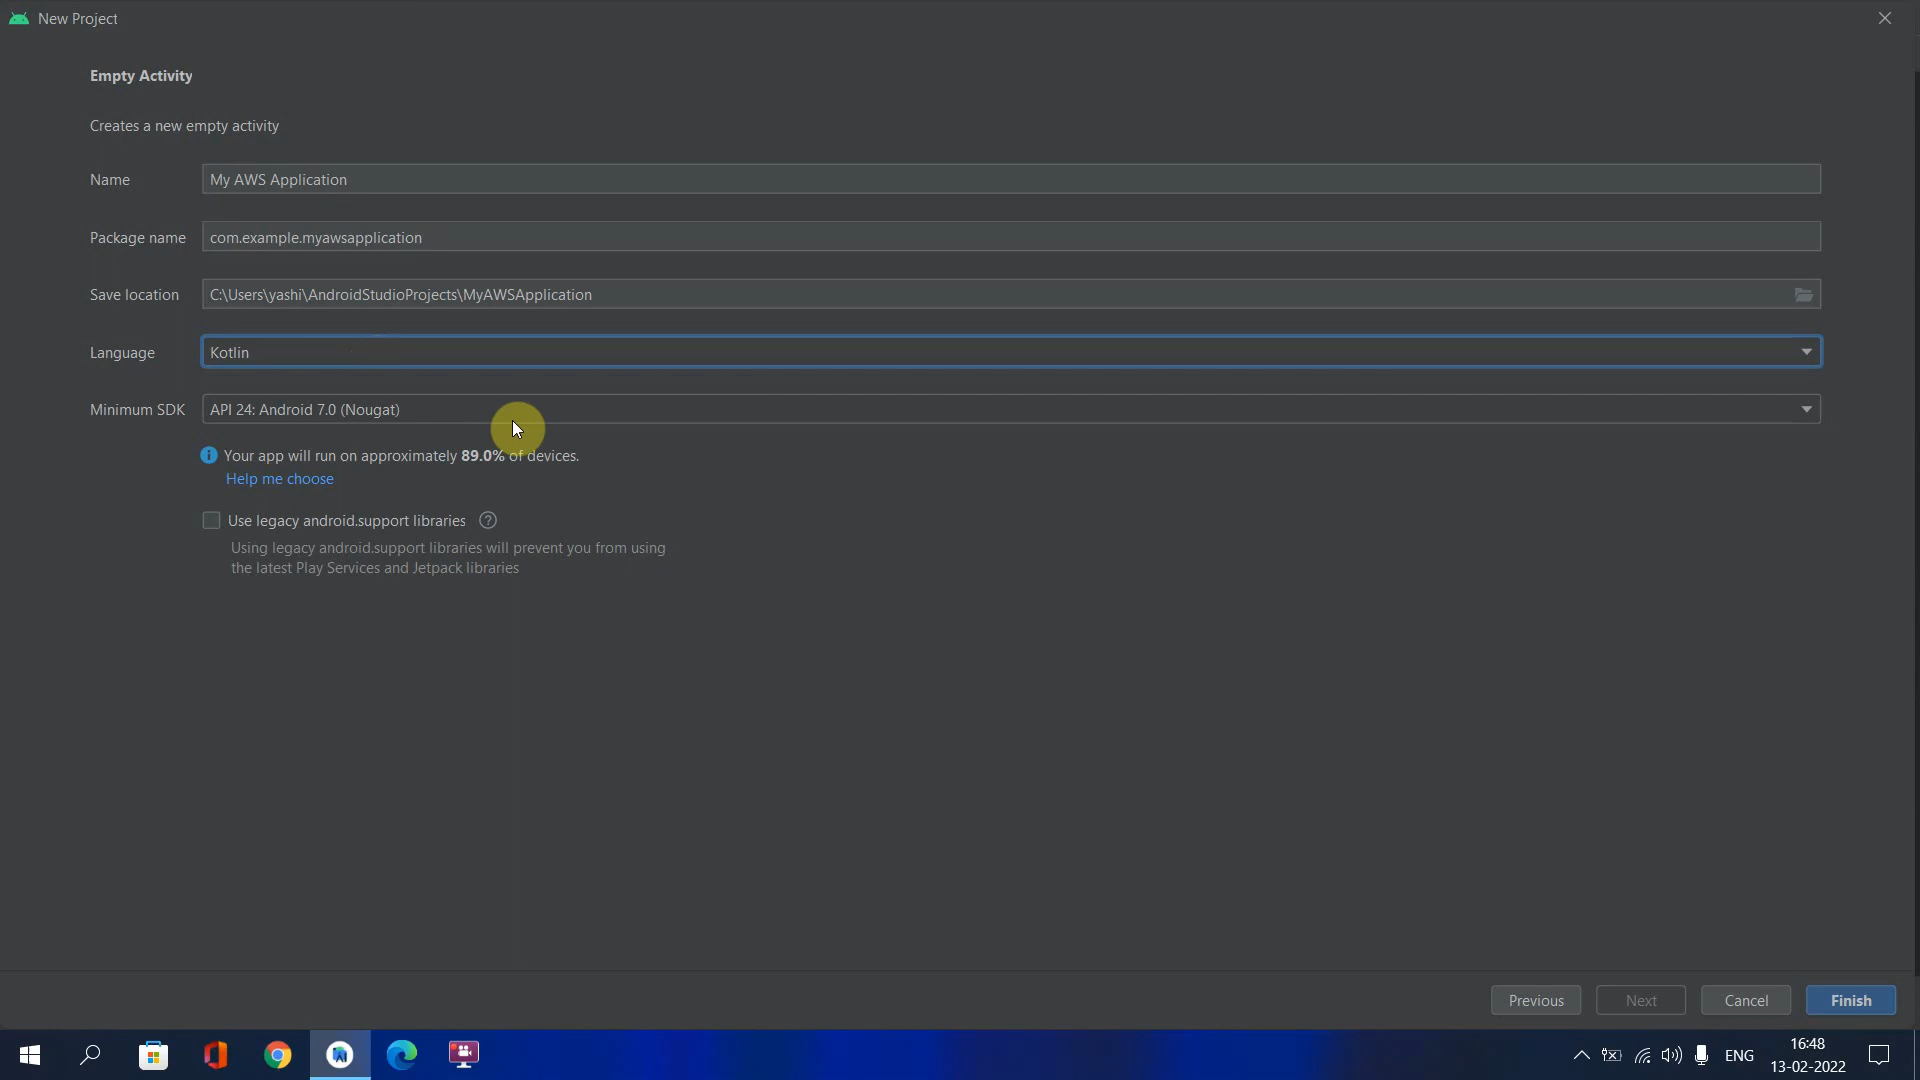 New Project
Empty Activity
Creates a new empty activity
Name My AWS Application
Package name com.example.myawsapplication
Save location C:\Users\yashi\AndroidStudioProjects\MyAWSApplication
Language Kotlin
Minimum SDK API 24: Android 7.0 (Nougat)
Your app will run on approximately 89.0% of devices.
Help me choose
Use legacy android.support libraries
Using legacy android.support libraries will prevent you from using
the latest Play Services and Jetpack libraries
Previous Next Cancel Finish
ENG
16:48
13-02-2022